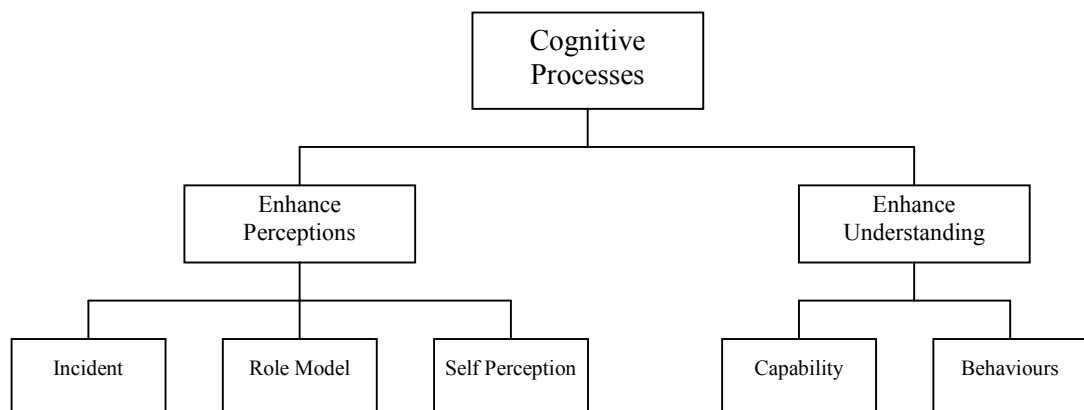 Cognitive
Processes
Enhance
Perceptions
Enhance
Understanding
Incident
Role Model
Self Perception
Capability
Behaviours